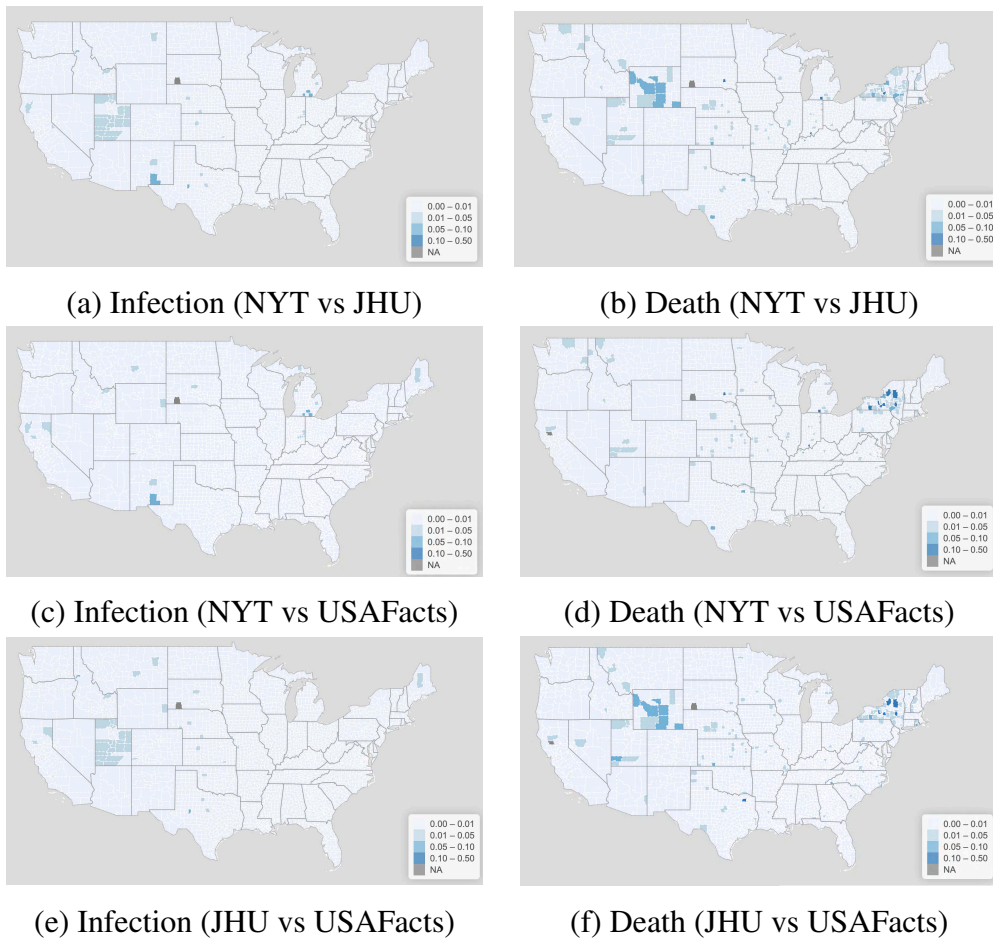 0.00 – 0.01
0.01 – 0.05
0.05 – 0.10
0.10 – 0.50
NA
0.00 – 0.01
0.01 – 0.05
0.05 – 0.10
0.10 – 0.50
NA
(a) Infection (NYT vs JHU)
(b) Death (NYT vs JHU)
0.00 – 0.01
0.01 – 0.05
0.05 – 0.10
0.10 – 0.50
NA
0.00 – 0.01
0.01 – 0.05
0.05 – 0.10
0.10 – 0.50
NA
(c) Infection (NYT vs USAFacts)
(d) Death (NYT vs USAFacts)
0.00 – 0.01
0.01 – 0.05
0.05 – 0.10
0.10 – 0.50
NA
0.00 – 0.01
0.01 – 0.05
0.05 – 0.10
0.10 – 0.50
NA
(e) Infection (JHU vs USAFacts)
(f) Death (JHU vs USAFacts)